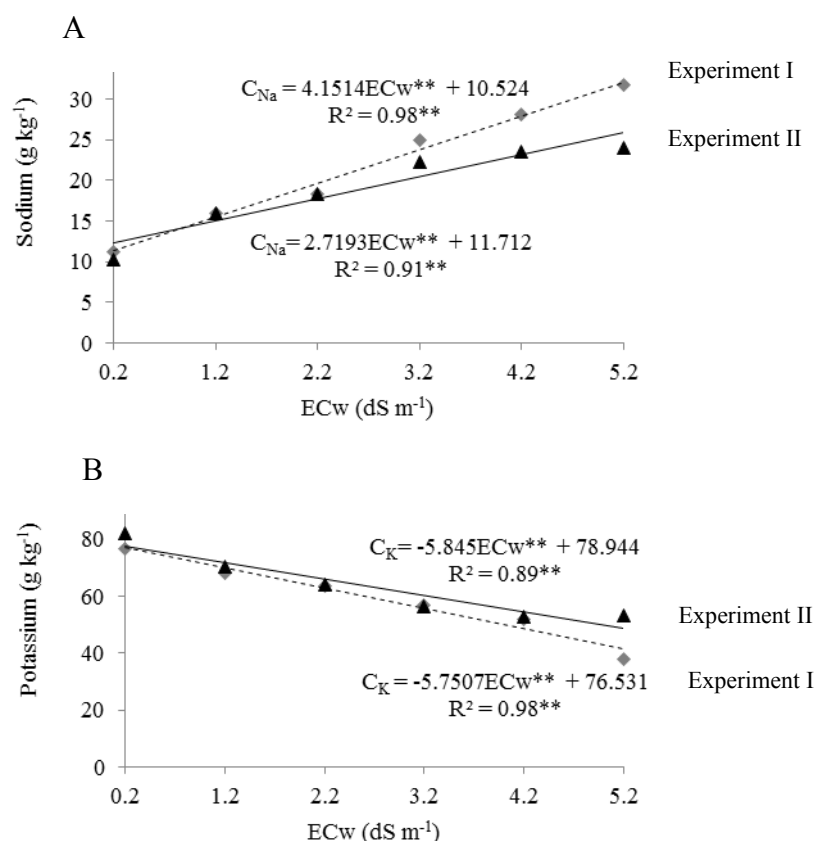 A
Experiment I
C_Na = 4.1514ECw** + 10.524
R² = 0.98**
Experiment II
C_Na= 2.7193ECw** + 11.712
R² = 0.91**
Sodium (g kg⁻¹)
30
25
20
15
10
5
0
0.2 1.2 2.2 3.2 4.2 5.2
ECw (dS m⁻¹)
B
C_K= -5.845ECw** + 78.944
R² = 0.89**
Experiment II
C_K = -5.7507ECw** + 76.531
Experiment I
R² = 0.98**
Potassium (g kg⁻¹)
80
60
40
20
0
0.2 1.2 2.2 3.2 4.2 5.2
ECw (dS m⁻¹)